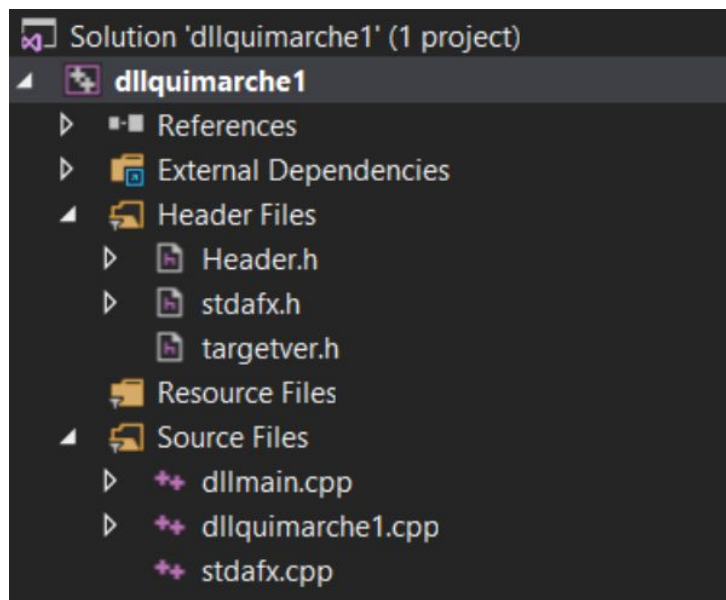 Solution 'dllquimarche1' (1 project)
dllquimarche1
References
External Dependencies
Header Files
Header.h
stdafx.h
targetver.h
Resource Files
Source Files
dllmain.cpp
dllquimarche1.cpp
stdafx.cpp